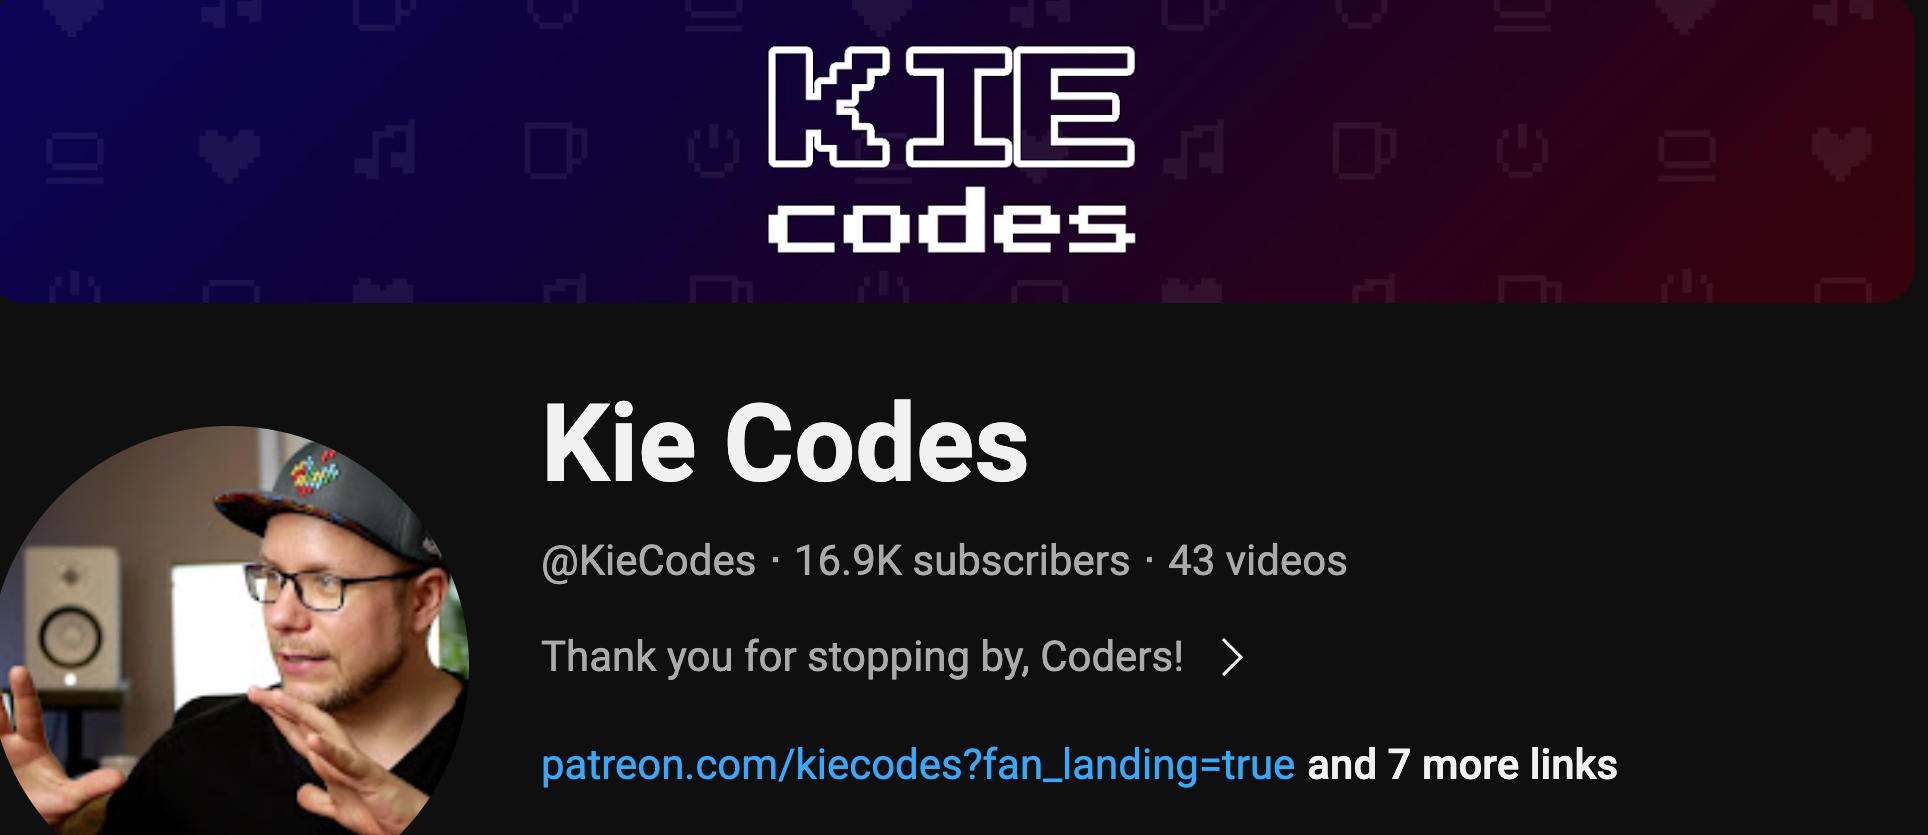 KIE
codes
Kie Codes
@KieCodes · 16.9K subscribers · 43 videos
Thank you for stopping by, Coders!
patreon.com/kiecodes?fan_landing=true and 7 more links